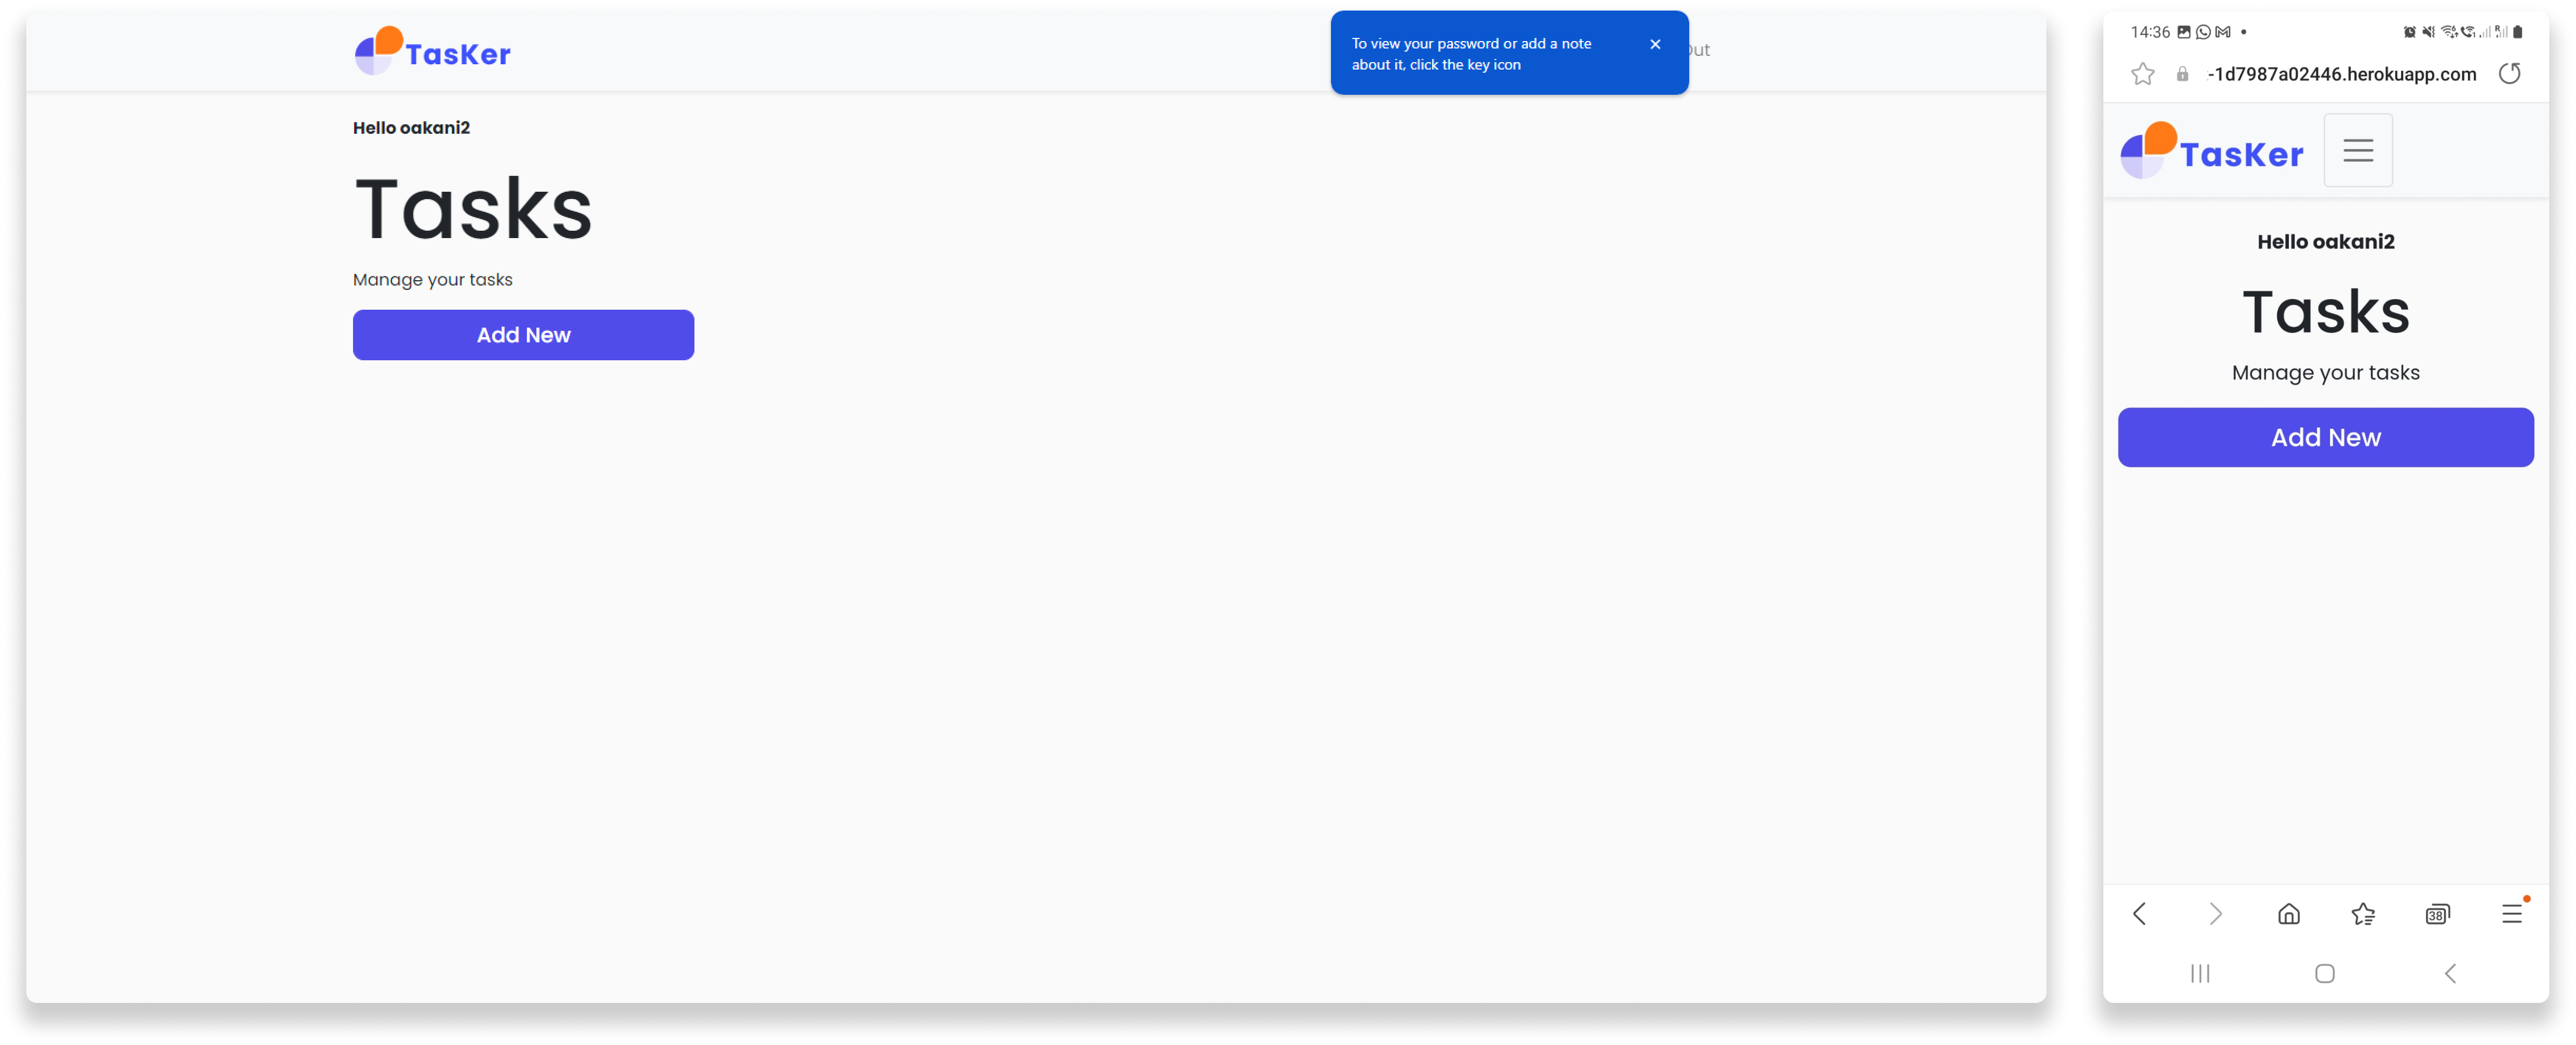 TasKer
To view your password or add a note
about it, click the key icon
Hello oakani2
Tasks
Manage your tasks
Add New
14:36
-1d7987a02446.herokuapp.com
TasKer
Hello oakani2
Tasks
Manage your tasks
Add New
38